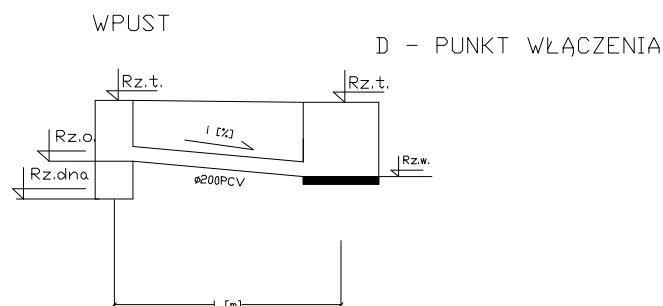 WPUST
D - PUNKT WŁĄCZENIA
Rz.t.
Rz.t.
i [%]
Rz.o.
Rz.w.
Rz.dna
ø200PCV
L [m]